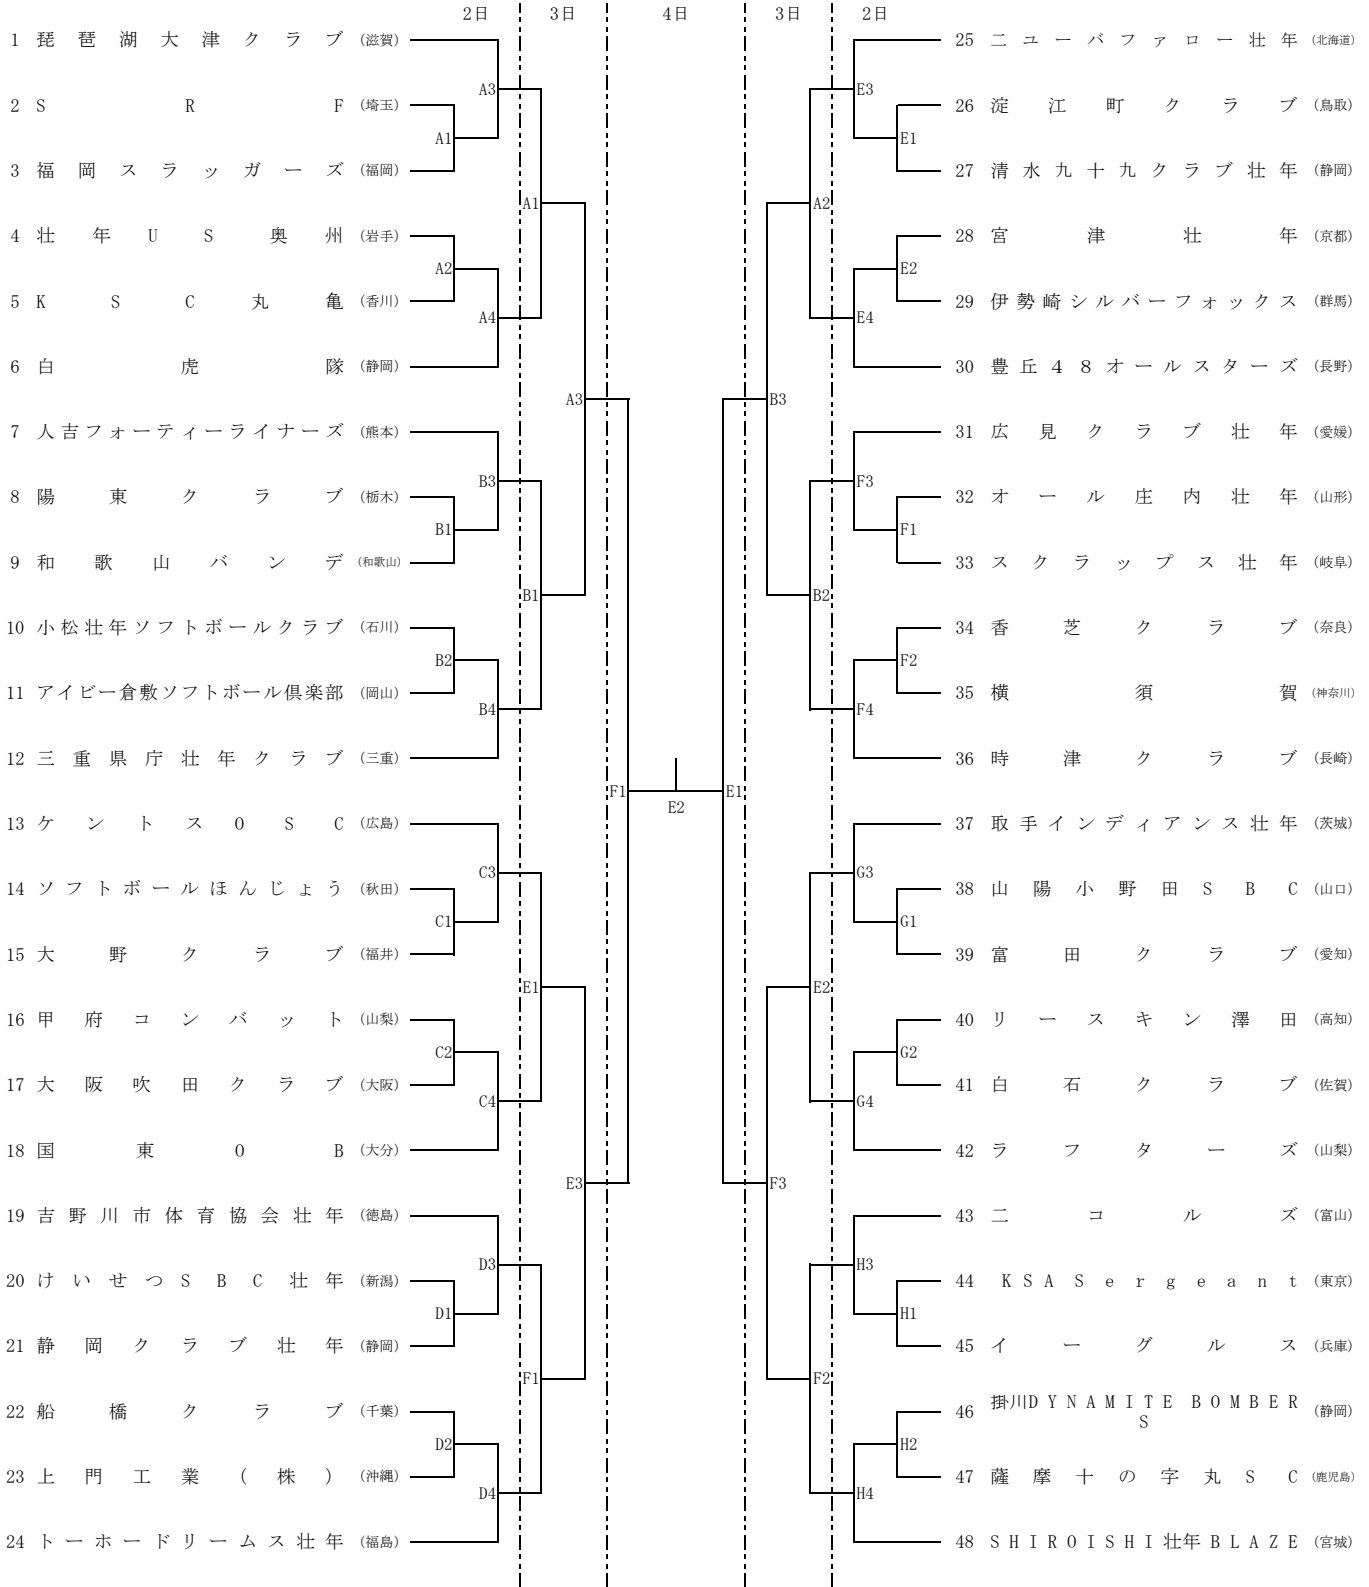 2日 3日 4日 3日 2日
1 琵琶湖大津クラブ (滋賀)
A3
2 SRF (埼玉)
A1
3 福岡スラッガーズ (福岡)
A1
4 壮年US奥州 (岩手)
A2
5 KSC丸亀 (香川)
A4
6 白虎隊 (静岡)
A3
7 人吉フォーティーライナーズ (熊本)
B3
8 陽東クラブ (栃木)
B1
9 和歌山バンデ (和歌山)
B1
10 小松壮年ソフトボールクラブ (石川)
B2
11 アイビー倉敷ソフトボール倶楽部 (岡山)
B4
12 三重県庁壮年クラブ (三重)
F1
E2
13 ケントスOSC (広島)
C3
14 ソフトボールほんじょう (秋田)
C1
15 大野クラブ (福井)
E1
16 甲府コンバット (山梨)
C2
17 大阪吹田クラブ (大阪)
C4
18 国東OB (大分)
E3
19 吉野川市体育協会壮年 (徳島)
D3
20 けいせつSBC壮年 (新潟)
D1
21 静岡クラブ壮年 (静岡)
F1
22 船橋クラブ (千葉)
D2
23 上門工業(株) (沖縄)
D4
24 トーホードリームス壮年 (福島)
25 ニューバファロー壮年 (北海道)
E3
26 淀江町クラブ (鳥取)
E1
27 清水九十九クラブ壮年 (静岡)
A2
28 宮津壮年 (京都)
E2
29 伊勢崎シルバーフォックス (群馬)
E4
30 豊丘48オールスターズ (長野)
B3
31 広見クラブ壮年 (愛媛)
F3
32 オール庄内壮年 (山形)
F1
33 スクラップス壮年 (岐阜)
B2
34 香芝クラブ (奈良)
F2
35 横須賀 (神奈川)
F4
36 時津クラブ (長崎)
E1
37 取手インディアンス壮年 (茨城)
G3
38 山陽小野田SBC (山口)
G1
39 富田クラブ (愛知)
E2
40 リースキン澤田 (高知)
G2
41 白石クラブ (佐賀)
G4
42 ラフターズ (山梨)
F3
43 ニコルズ (富山)
H3
44 KSASergeant (東京)
H1
45 イーグルス (兵庫)
F2
46 掛川DYNAMITE BOMBER
S (静岡)
H2
47 薩摩十の字丸SC (鹿児島)
H4
48 SHIROISHI壮年BLAZE (宮城)